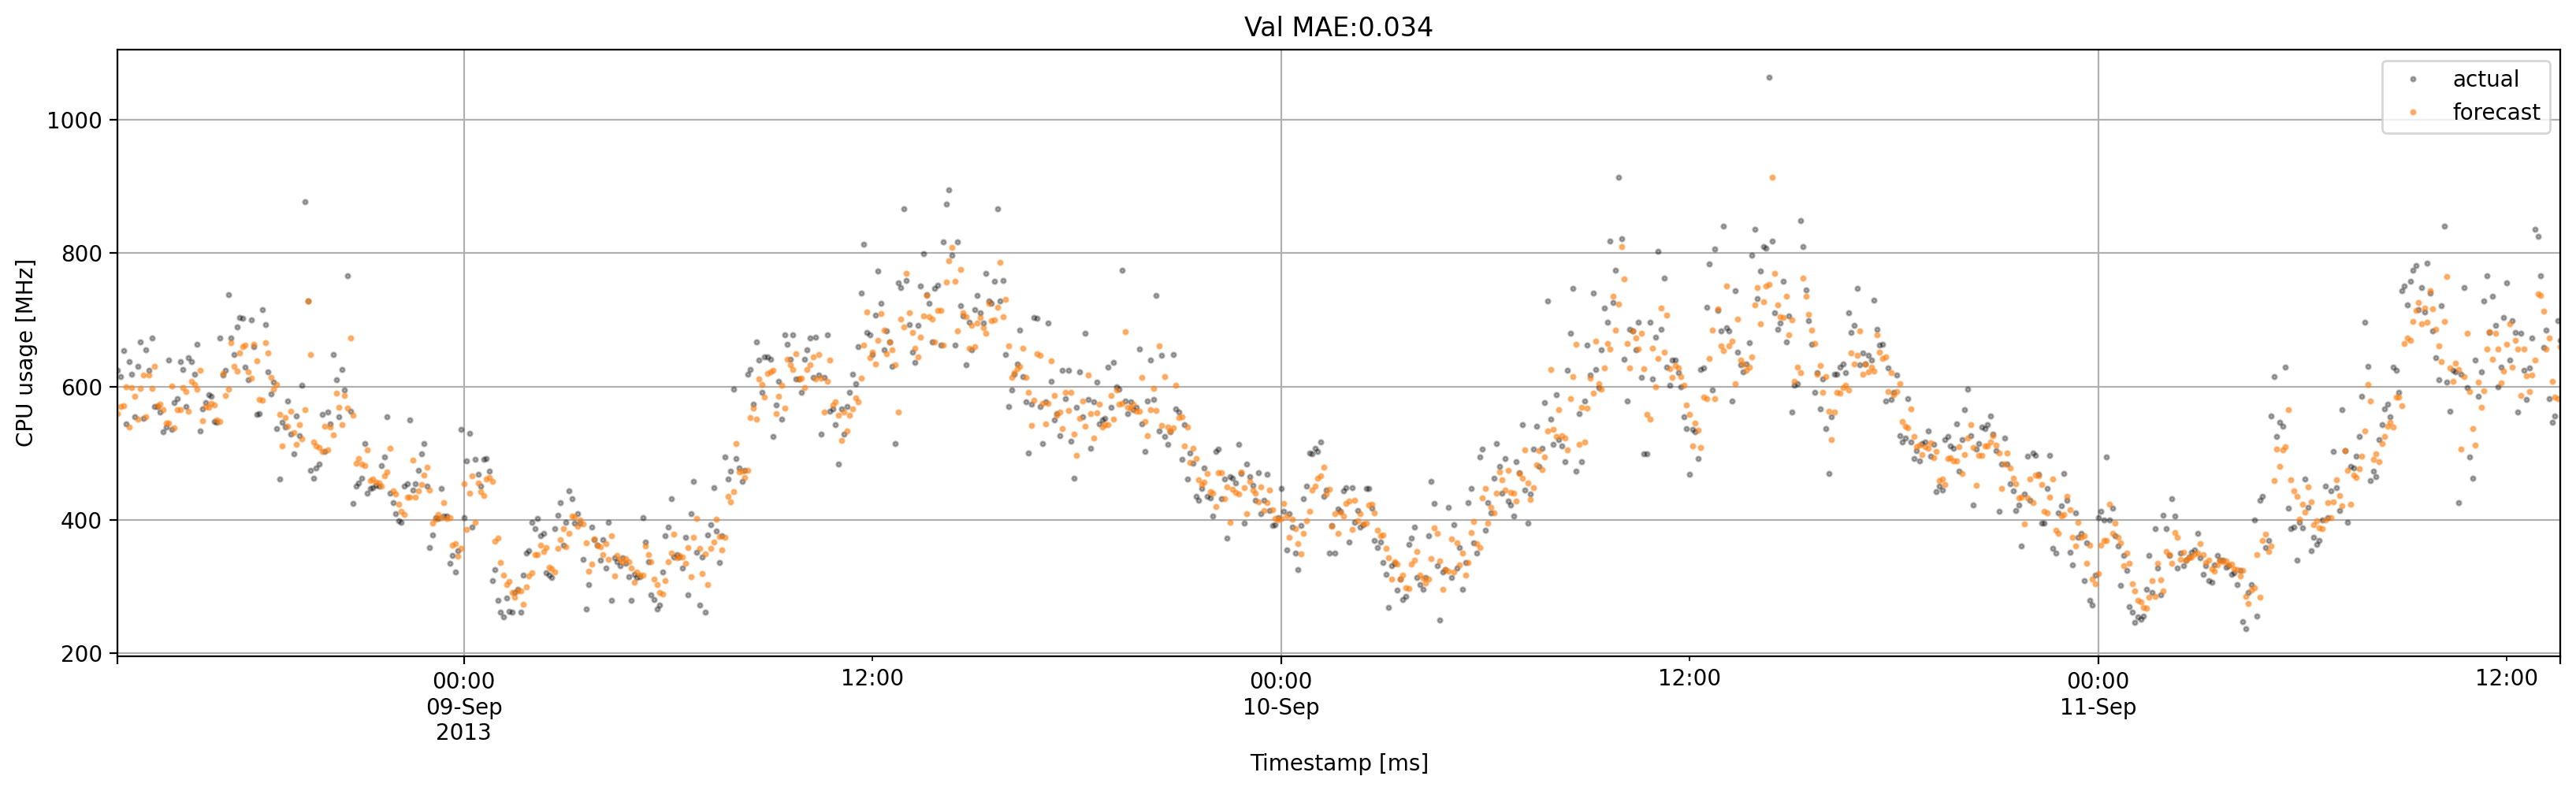 Val MAE:0.034
actual
forecast
CPU usage [MHz]
1000
800
600
400
200
00:00
09-Sep
2013
12:00
00:00
10-Sep
12:00
00:00
11-Sep
12:00
Timestamp [ms]